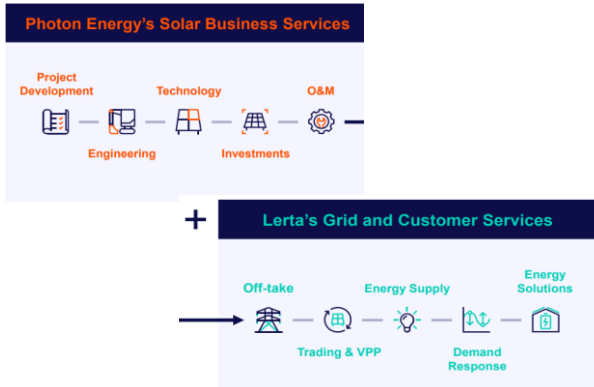 Photon Energy's Solar Business Services
Project
Development
Technology
O&M
Engineering
Investments
+
Lerta's Grid and Customer Services
Off-take
Energy Supply
Energy
Solutions
Trading & VPP
Demand
Response